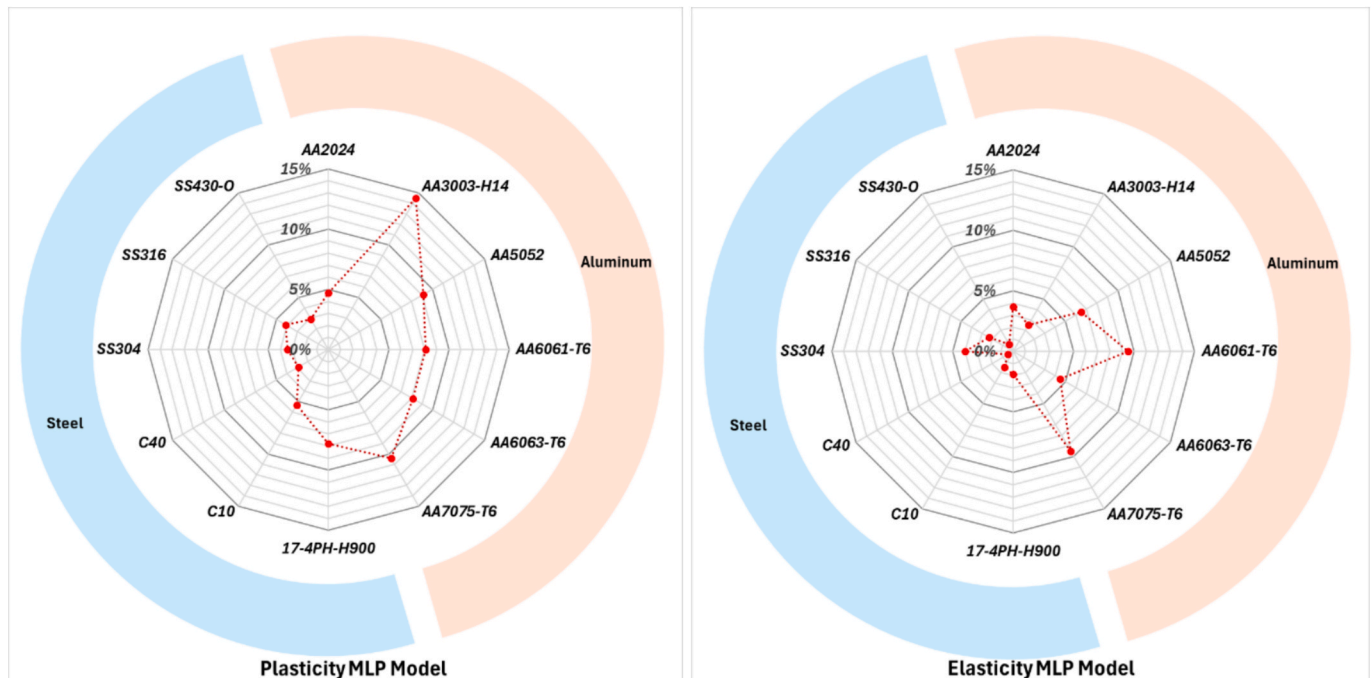 AA2024
15%
SS430-O
AA3003-H14
10%
SS316
AA5052
Aluminum
5%
SS304
0%
AA6061-T6
Steel
C40
AA6063-T6
C10
AA7075-T6
17-4PH-H900
Plasticity MLP Model
AA2024
15%
SS430-O
AA3003-H14
10%
SS316
AA5052
Aluminum
5%
SS304
0%
AA6061-T6
Steel
C40
AA6063-T6
C10
AA7075-T6
17-4PH-H900
Elasticity MLP Model